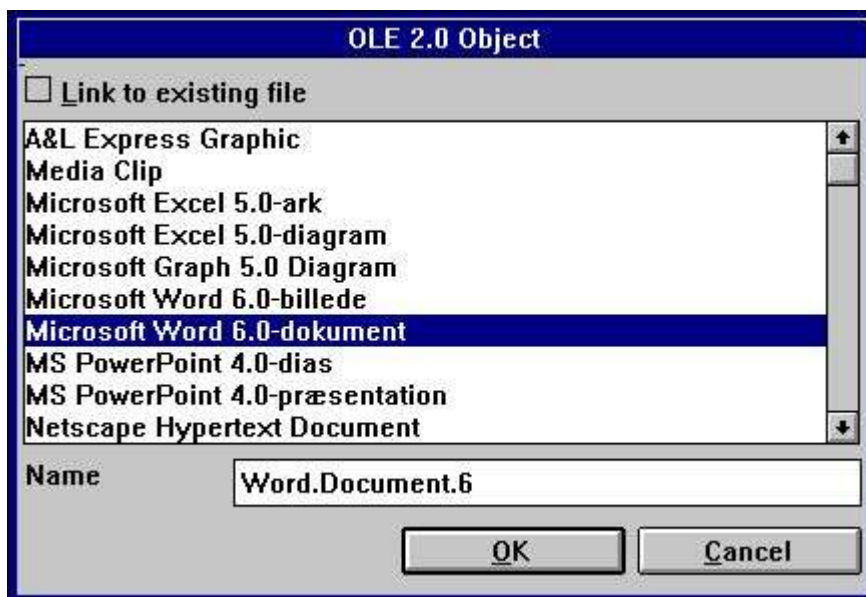 OLE 2.0 Object
Link to existing file
A&L Express Graphic
Media Clip
Microsoft Excel 5.0-ark
Microsoft Excel 5.0-diagram
Microsoft Graph 5.0 Diagram
Microsoft Word 6.0-billede
Microsoft Word 6.0-dokument
MS PowerPoint 4.0-dias
MS PowerPoint 4.0-præsentation
Netscape Hypertext Document
Name Word.Document.6
OK Cancel